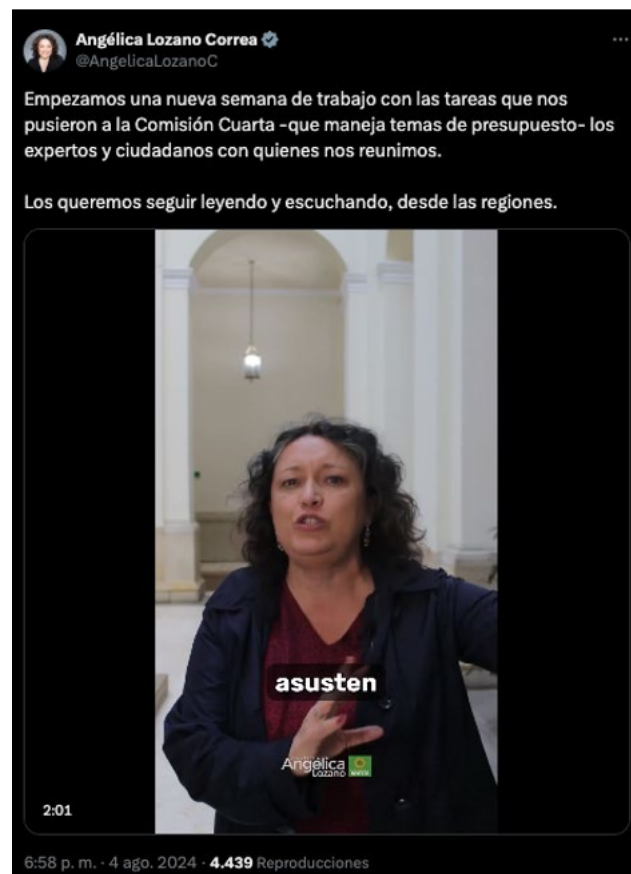 Angélica Lozano Correa
@AngelicaLozanoC
Empezamos una nueva semana de trabajo con las tareas que nos
pusieron a la Comisión Cuarta -que maneja temas de presupuesto- los
expertos y ciudadanos con quienes nos reunimos.
Los queremos seguir leyendo y escuchando, desde las regiones.
asusten
Angélica
Lozano
2:01
6:58 p. m. · 4 ago. 2024 · 4.439 Reproducciones